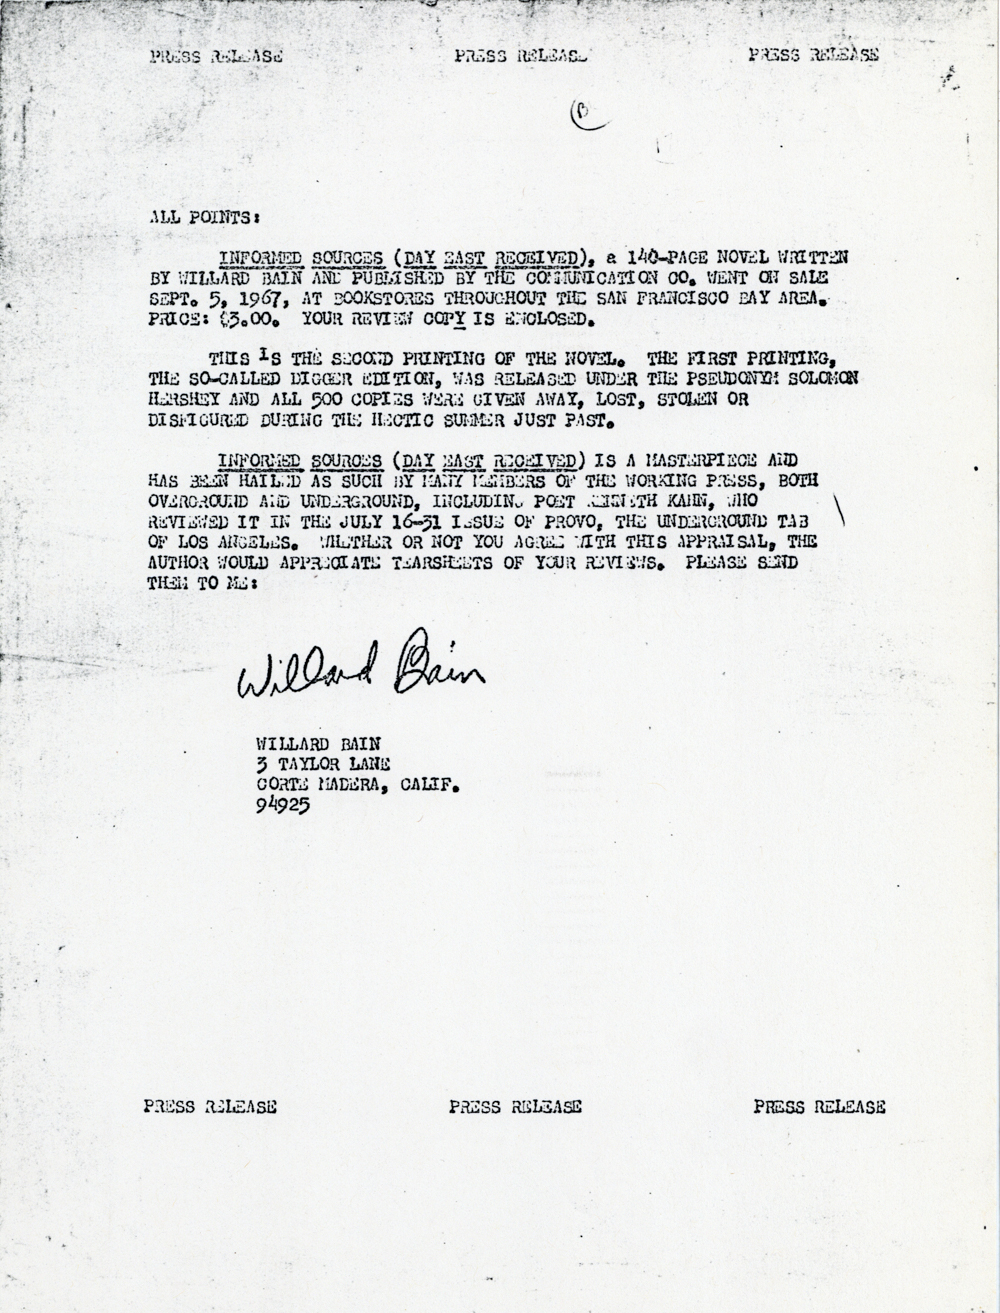 PRESS RELEASE PRESS RELEASE PRESS RELEASE
B
ALL POINTS:
INFORMED SOURCES (DAY EAST RECEIVED), a 140-PAGE NOVEL WRITTEN
BY WILLARD BAIN AND PUBLISHED BY THE COMMUNICATION CO. WENT ON SALE
SEPT. 5, 1967, AT BOOKSTORES THROUGHOUT THE SAN FRANCISCO BAY AREA.
PRICE: $3.00. YOUR REVIEW COPY IS ENCLOSED.
THIS IS THE SECOND PRINTING OF THE NOVEL. THE FIRST PRINTING,
THE SO-CALLED DIGGER EDITION, WAS RELEASED UNDER THE PSEUDONYM SOLOMON
HERSHEY AND ALL 500 COPIES WERE GIVEN AWAY, LOST, STOLEN OR
DISFIGURED DURING THE HECTIC SUMMER JUST PAST.
INFORMED SOURCES (DAY EAST RECEIVED) IS A MASTERPIECE AND
HAS BEEN HAILED AS SUCH BY MANY MEMBERS OF THE WORKING PRESS, BOTH
OVERGROUND AND UNDERGROUND, INCLUDING POET KENNETH KAHN, WHO
REVIEWED IT IN THE JULY 16-31 ISSUE OF PROVO, THE UNDERGROUND TAB
OF LOS ANGELES. WHETHER OR NOT YOU AGREE WITH THIS APPRAISAL, THE
AUTHOR WOULD APPRECIATE TEARSHEETS OF YOUR REVIEWS. PLEASE SEND
THEM TO ME:
Willard Bain
WILLARD BAIN
3 TAYLOR LANE
CORTE MADERA, CALIF.
94925
PRESS RELEASE PRESS RELEASE PRESS RELEASE